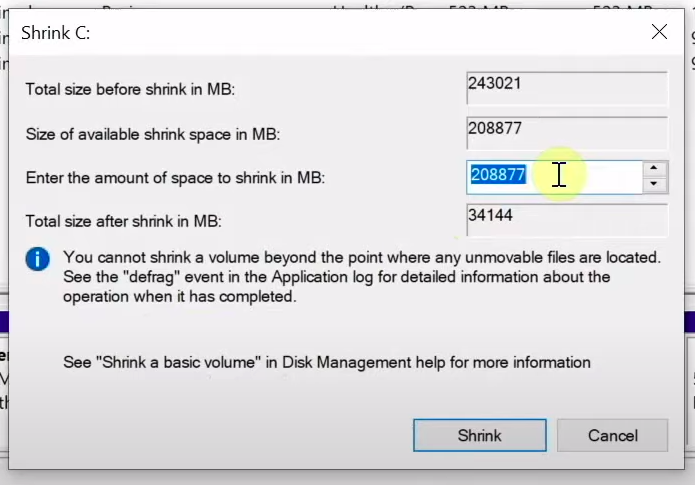 Shrink C:
Total size before shrink in MB: 243021
Size of available shrink space in MB: 208877
Enter the amount of space to shrink in MB: 208877
Total size after shrink in MB: 34144
You cannot shrink a volume beyond the point where any unmovable files are located.
See the "defrag" event in the Application log for detailed information about the
operation when it has completed.
See "Shrink a basic volume" in Disk Management help for more information
Shrink Cancel